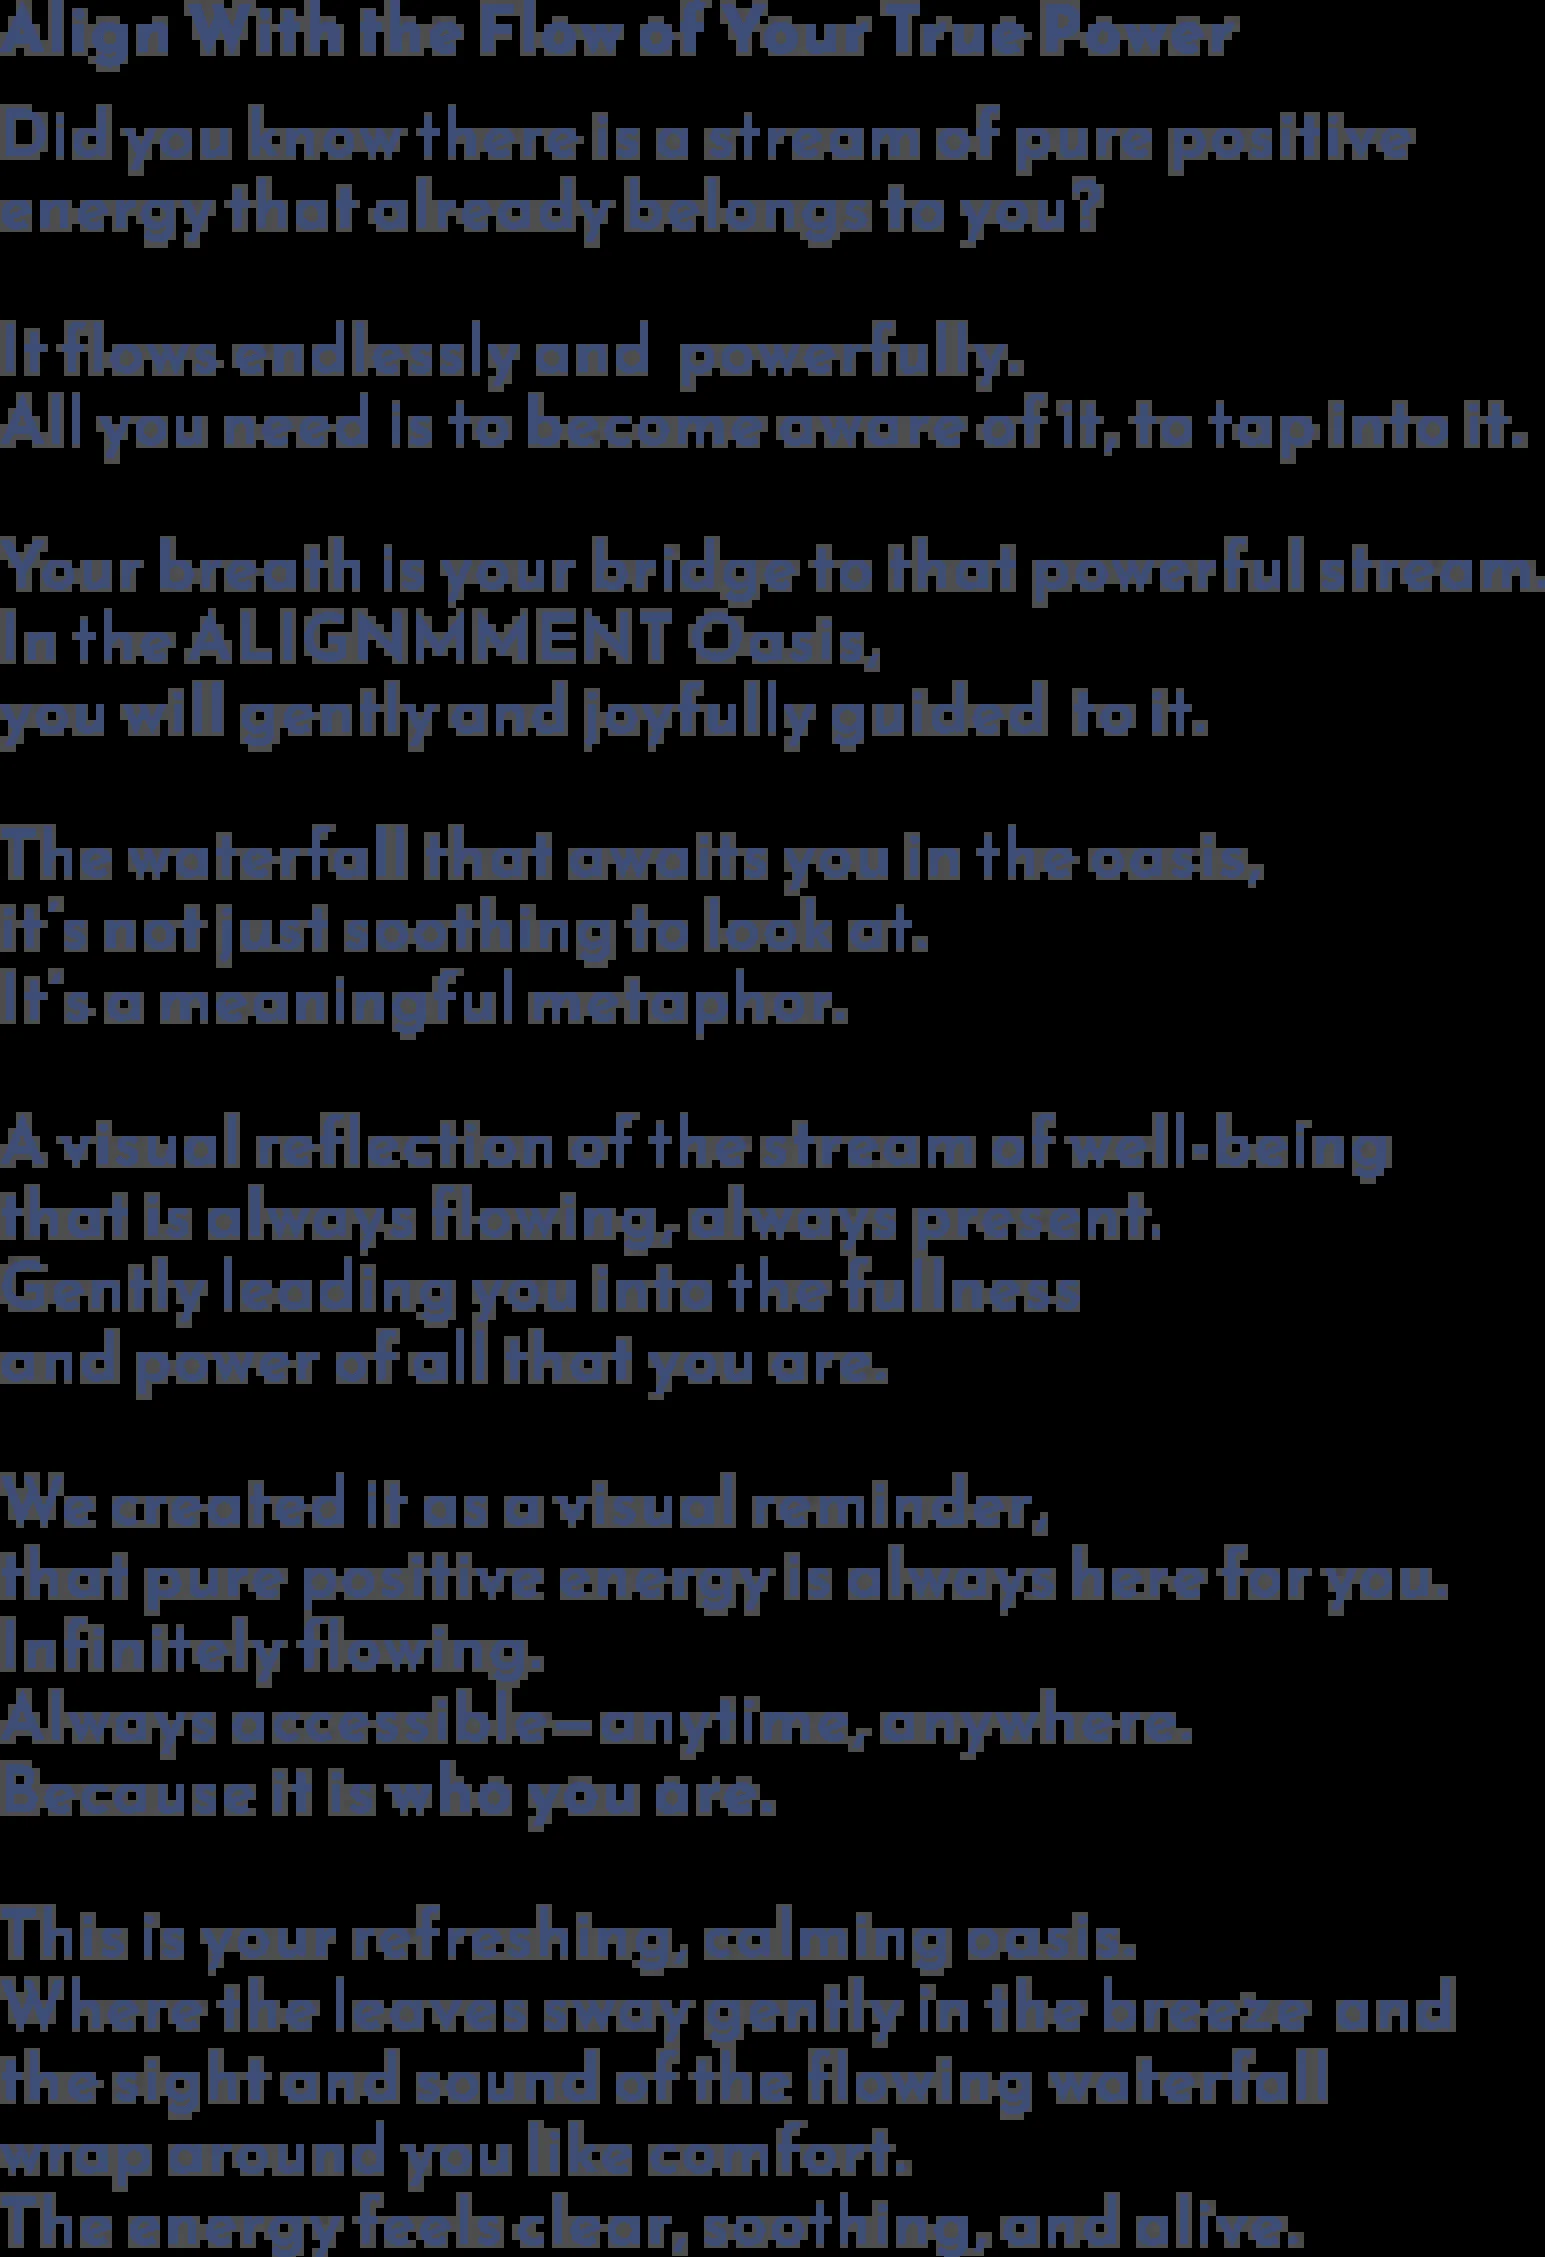 Align With the Flow of Your True Power
Did you know there is a stream of pure positive
energy that already belongs to you?
It flows endlessly and powerfully.
All you need is to become aware of it, to tap into it.
Your breath is your bridge to that powerful stream.
In the ALIGNMMENT Oasis,
you will gently and joyfully guided to it.
The waterfall that awaits you in the oasis,
it's not just soothing to look at.
It's a meaningful metaphor.
A visual reflection of the stream of well-being
that is always flowing, always present.
Gently leading you into the fullness
and power of all that you are.
We created it as a visual reminder,
that pure positive energy is always here for you.
Infinitely flowing.
Always accessible—anytime, anywhere.
Because it is who you are.
This is your refreshing, calming oasis.
Where the leaves sway gently in the breeze and
the sight and sound of the flowing waterfall
wrap around you like comfort.
The energy feels clear, soothing, and alive.